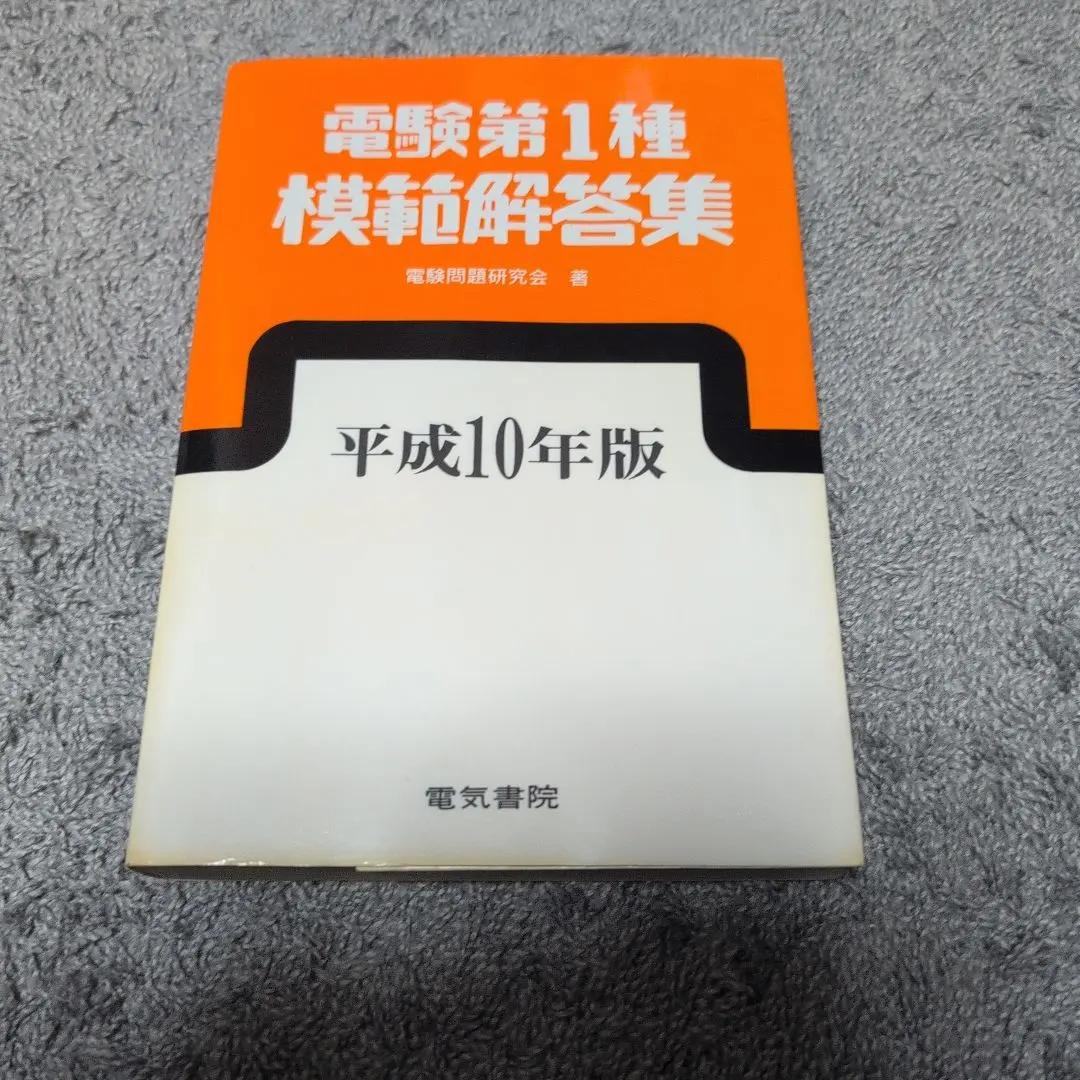 電験第1種
模範解答集
電験問題研究会 著
平成10年版
電気書院